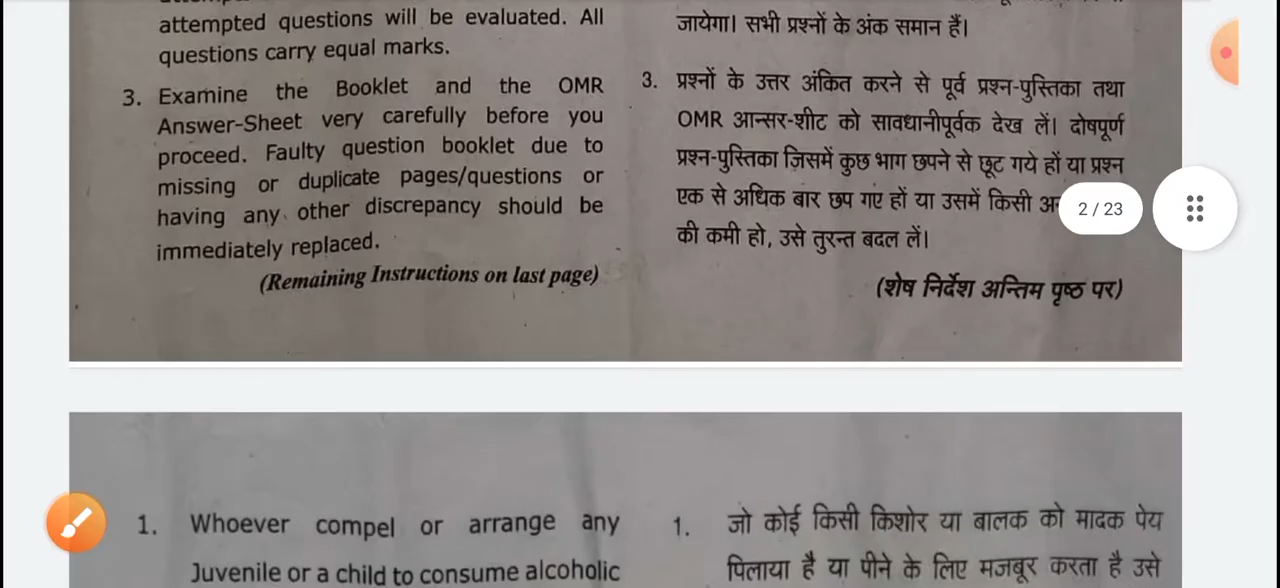 attempted questions will be evaluated. All
questions carry equal marks.
3. Examine the Booklet and the OMR
Answer-Sheet very carefully before you
proceed. Faulty question booklet due to
missing or duplicate pages/questions or
having any other discrepancy should be
immediately replaced.
(Remaining Instructions on last page)
जायेगा। सभी प्रश्नों के अंक समान हैं।
3. प्रश्नों के उत्तर अंकित करने से पूर्व प्रश्न-पुस्तिका तथा
OMR आन्सर-शीट को सावधानीपूर्वक देख लें। दोषपूर्ण
प्रश्न-पुस्तिका जिसमें कुछ भाग छपने से छूट गये हों या प्रश्न
एक से अधिक बार छप गए हों या उसमें किसी
की कमी हो, उसे तुरन्त बदल लें।
(शेष निर्देश अन्तिम पृष्ठ पर)
2 / 23
1. Whoever compel or arrange any
Juvenile or a child to consume alcoholic
1. जो कोई किसी किशोर या बालक को मादक पेय
पिलाया है या पीने के लिए मजबूर करता है उसे